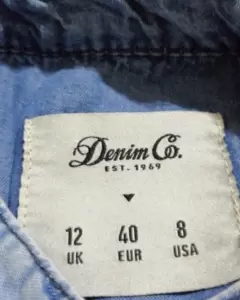 Denim Co.
EST. 1969
12 40 8
UK EUR USA